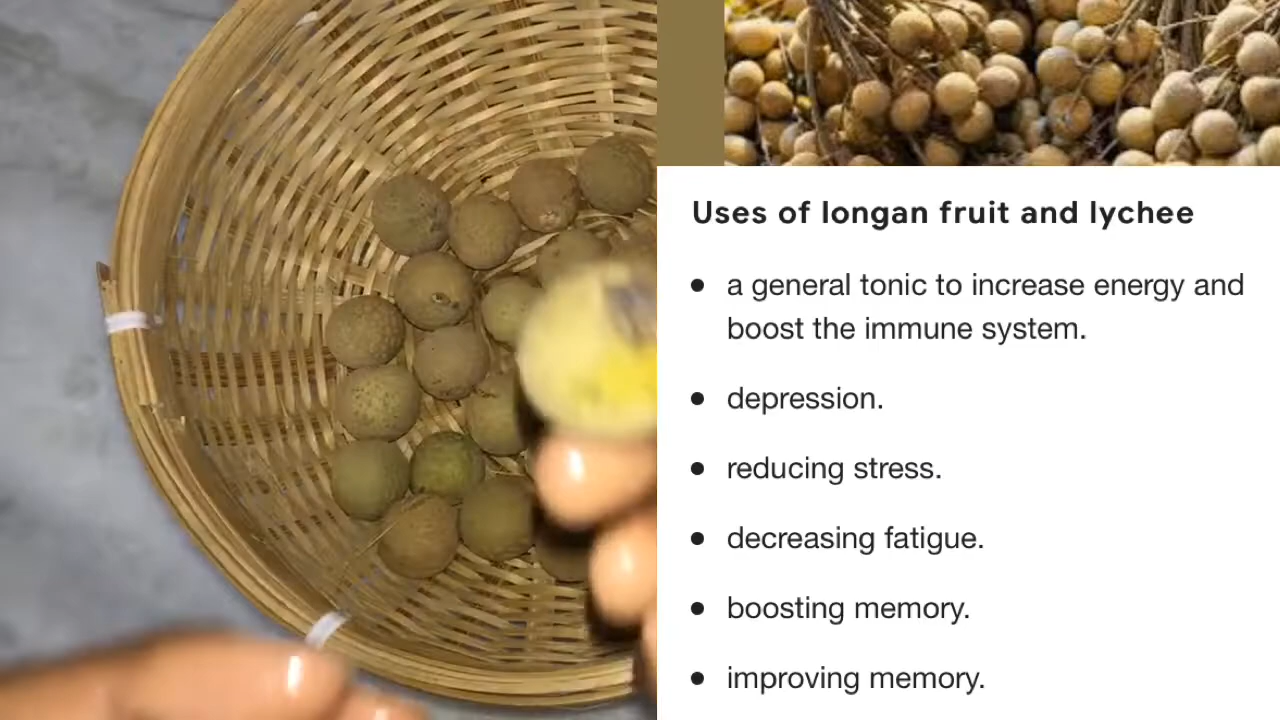 Uses of longan fruit and lychee
• a general tonic to increase energy and
boost the immune system.
• depression.
• reducing stress.
• decreasing fatigue.
• boosting memory.
• improving memory.